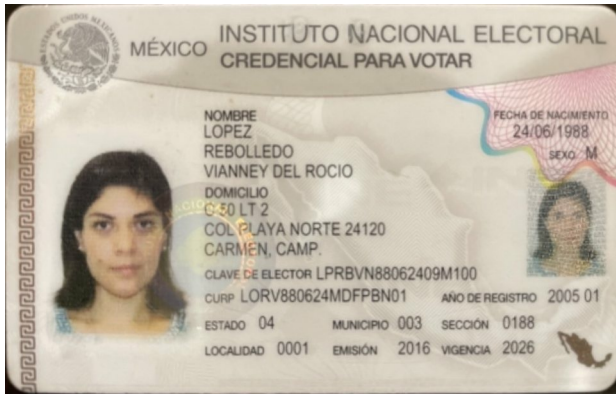 MÉXICO
INSTITUTO NACIONAL ELECTORAL
CREDENCIAL PARA VOTAR
NOMBRE
LOPEZ
REBOLLEDO
VIANNEY DEL ROCIO
FECHA DE NACIMIENTO
24/06/1988
SEXO M
DOMICILIO
C 50 LT 2
COL PLAYA NORTE 24120
CARMEN, CAMP.
CLAVE DE ELECTOR LPRBVN88062409M100
CURP LORV880624MDFPBN01 AÑO DE REGISTRO 2005 01
ESTADO 04 MUNICIPIO 003 SECCIÓN 0188
LOCALIDAD 0001 EMISIÓN 2016 VIGENCIA 2026